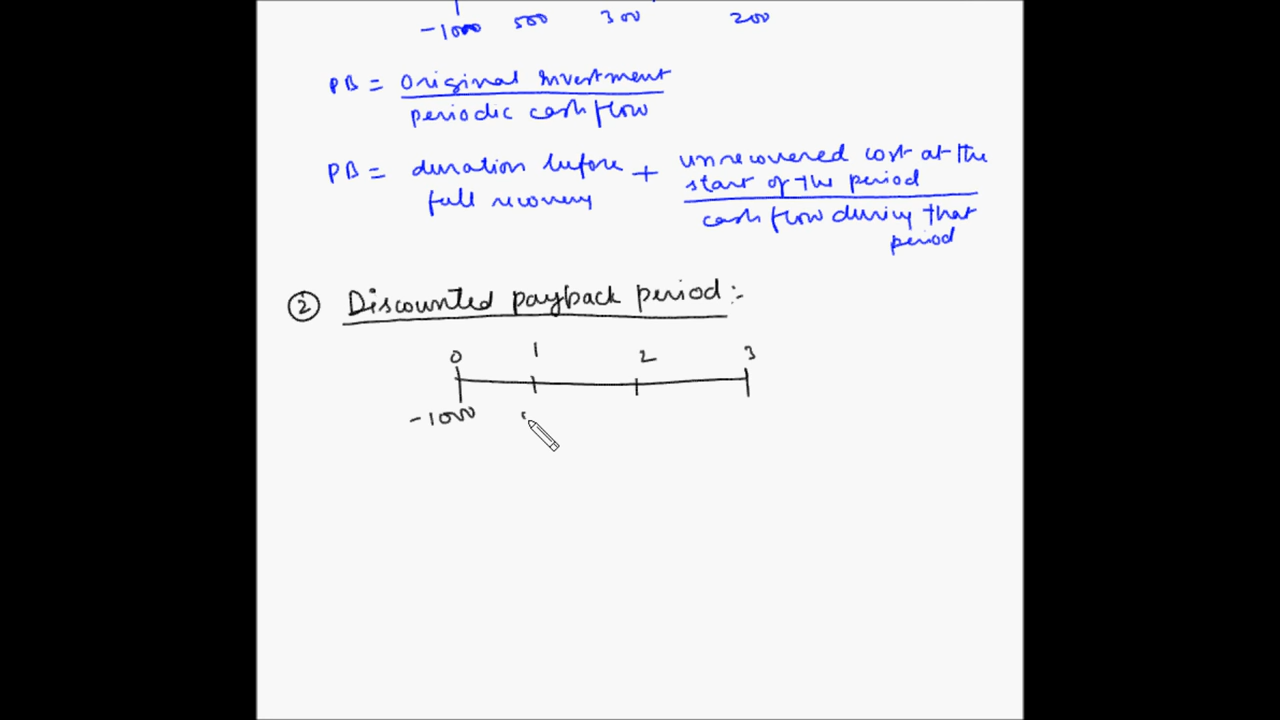 -1000 500 300 200
PB = original investment
periodic cash flow
PB = duration before + unrecovered cost at the
full recovery start of the period
cash flow during that
period
② Discounted payback period :-
0 1 2 3
-1000